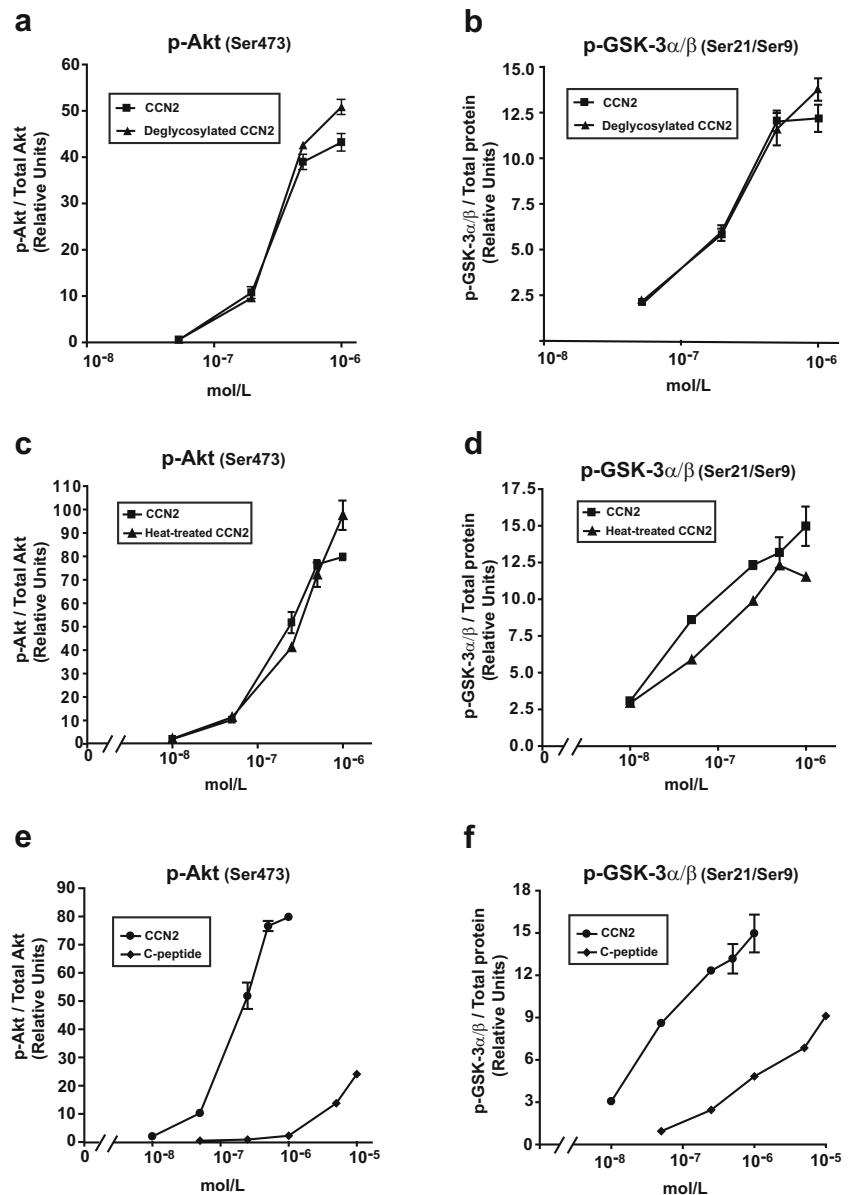 a
p-Akt (Ser473)
p-Akt / Total Akt
(Relative Units)
60
50
40
30
20
10
0
CCN2
Deglycosylated CCN2
10-8
10-7
10-6
mol/L
b
p-GSK-3α/β (Ser21/Ser9)
p-GSK-3α/β / Total protein
(Relative Units)
15.0
12.5
10.0
7.5
5.0
2.5
CCN2
Deglycosylated CCN2
10-8
10-7
10-6
mol/L
c
p-Akt (Ser473)
p-Akt / Total Akt
(Relative Units)
110
100
90
80
70
60
50
40
30
20
10
0
CCN2
Heat-treated CCN2
0
10-8
10-7
10-6
mol/L
d
p-GSK-3α/β (Ser21/Ser9)
p-GSK-3α/β / Total protein
(Relative Units)
17.5
15.0
12.5
10.0
7.5
5.0
2.5
0.0
CCN2
Heat-treated CCN2
0
10-8
10-7
10-6
mol/L
e
p-Akt (Ser473)
p-Akt / Total Akt
(Relative Units)
90
80
70
60
50
40
30
20
10
0
CCN2
C-peptide
0
10-8
10-7
10-6
10-5
mol/L
f
p-GSK-3α/β (Ser21/Ser9)
p-GSK-3α/β / Total protein
(Relative Units)
18
15
12
9
6
3
0
CCN2
C-peptide
0
10-8
10-7
10-6
10-5
mol/L